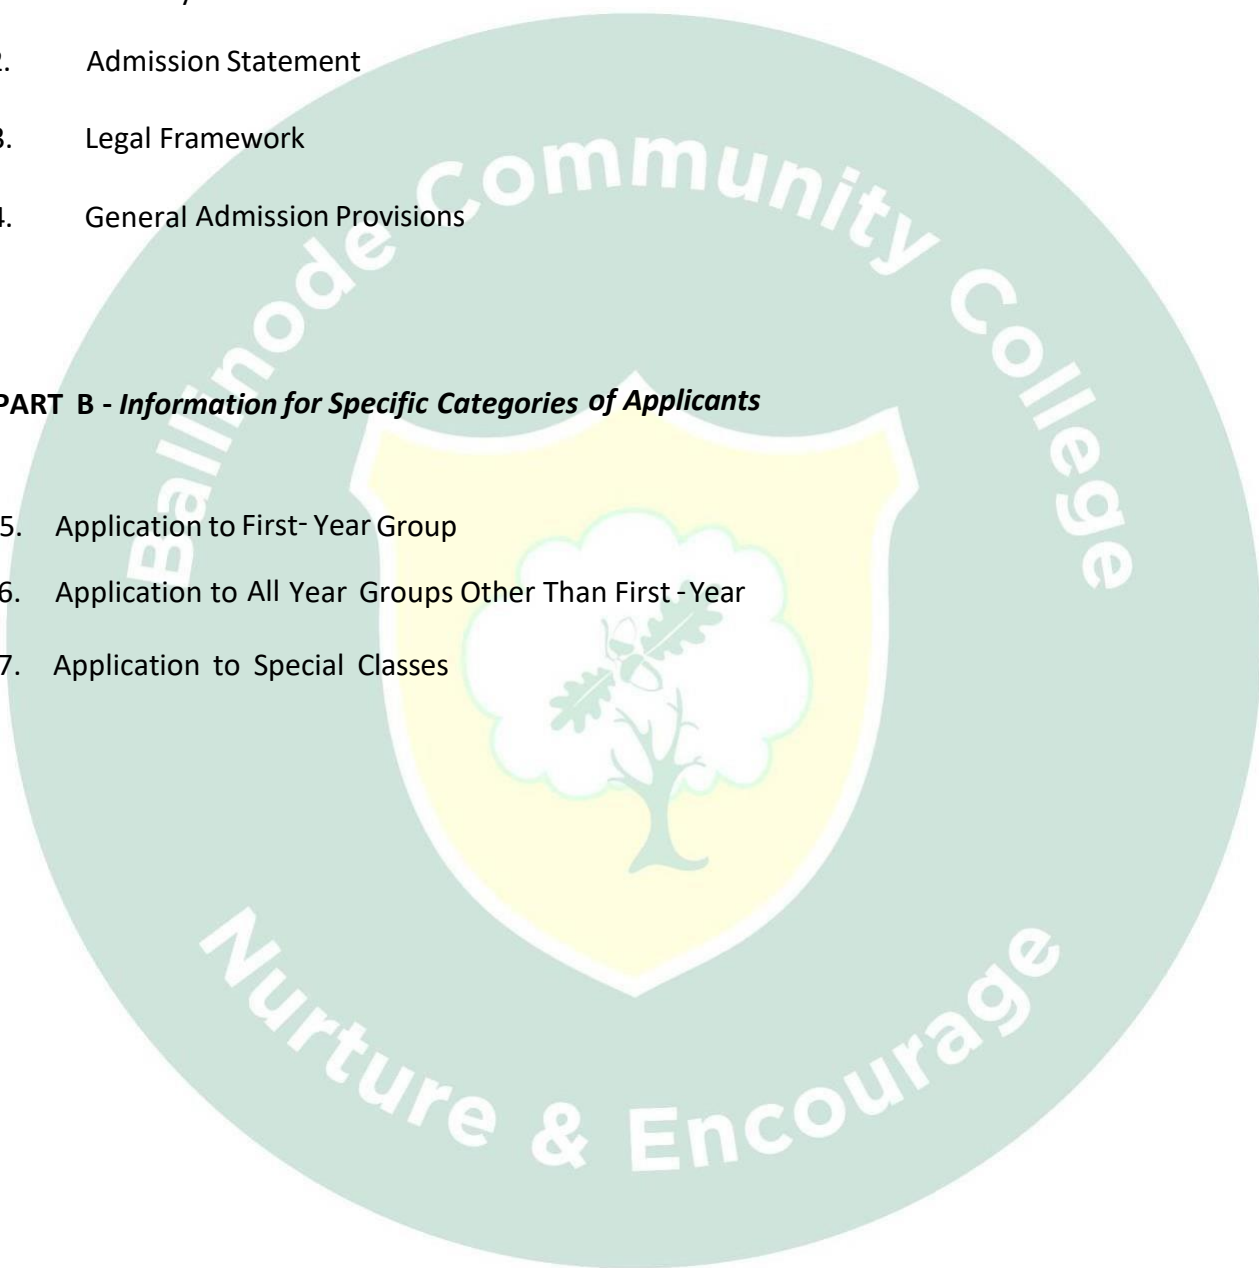 2. Admission Statement
3. Legal Framework
4. General Admission Provisions
PART B - Information for Specific Categories of Applicants
5. Application to First- Year Group
6. Application to All Year Groups Other Than First -Year
7. Application to Special Classes
Ballinode Community College
Nurture & Encourage